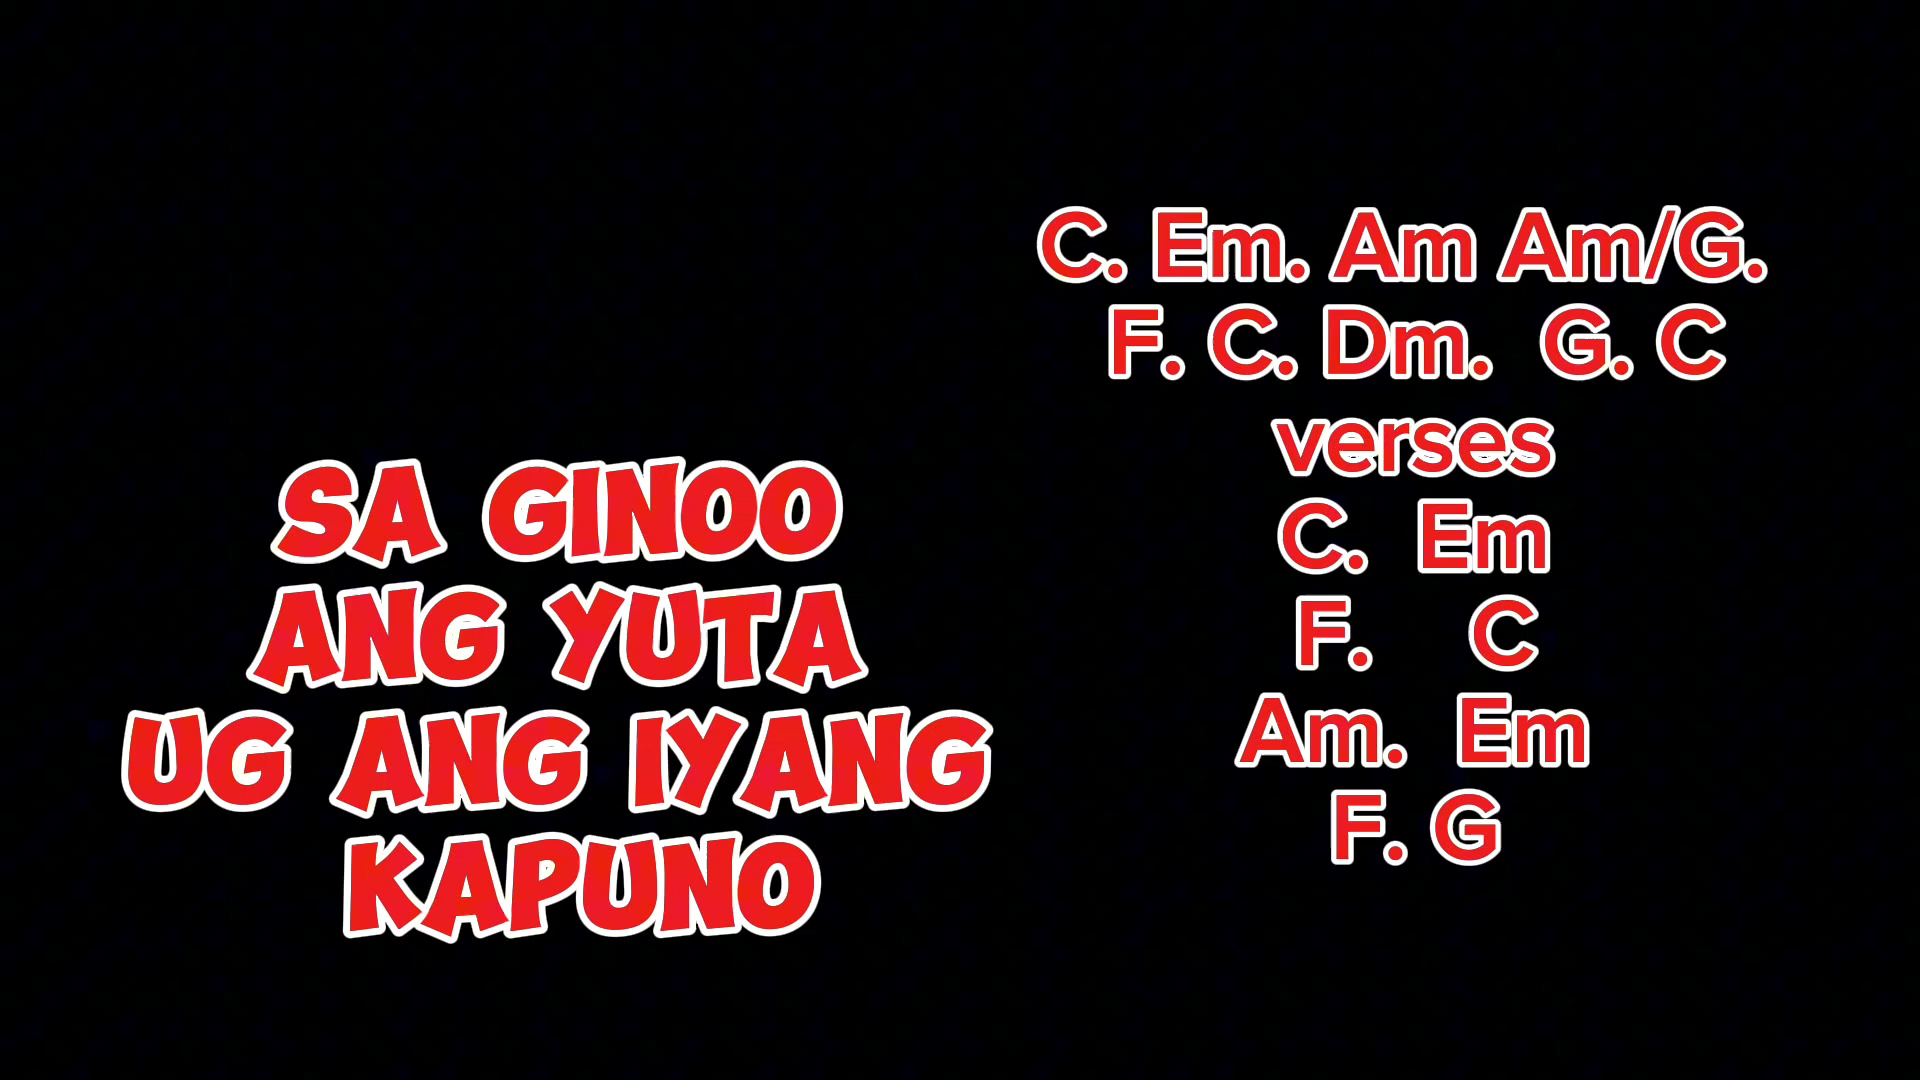 SA GINOO
ANG YUTA
UG ANG IYANG
KAPUNO
C. Em. Am Am/G.
F. C. Dm. G. C
verses
C. Em
F. C
Am. Em
F. G